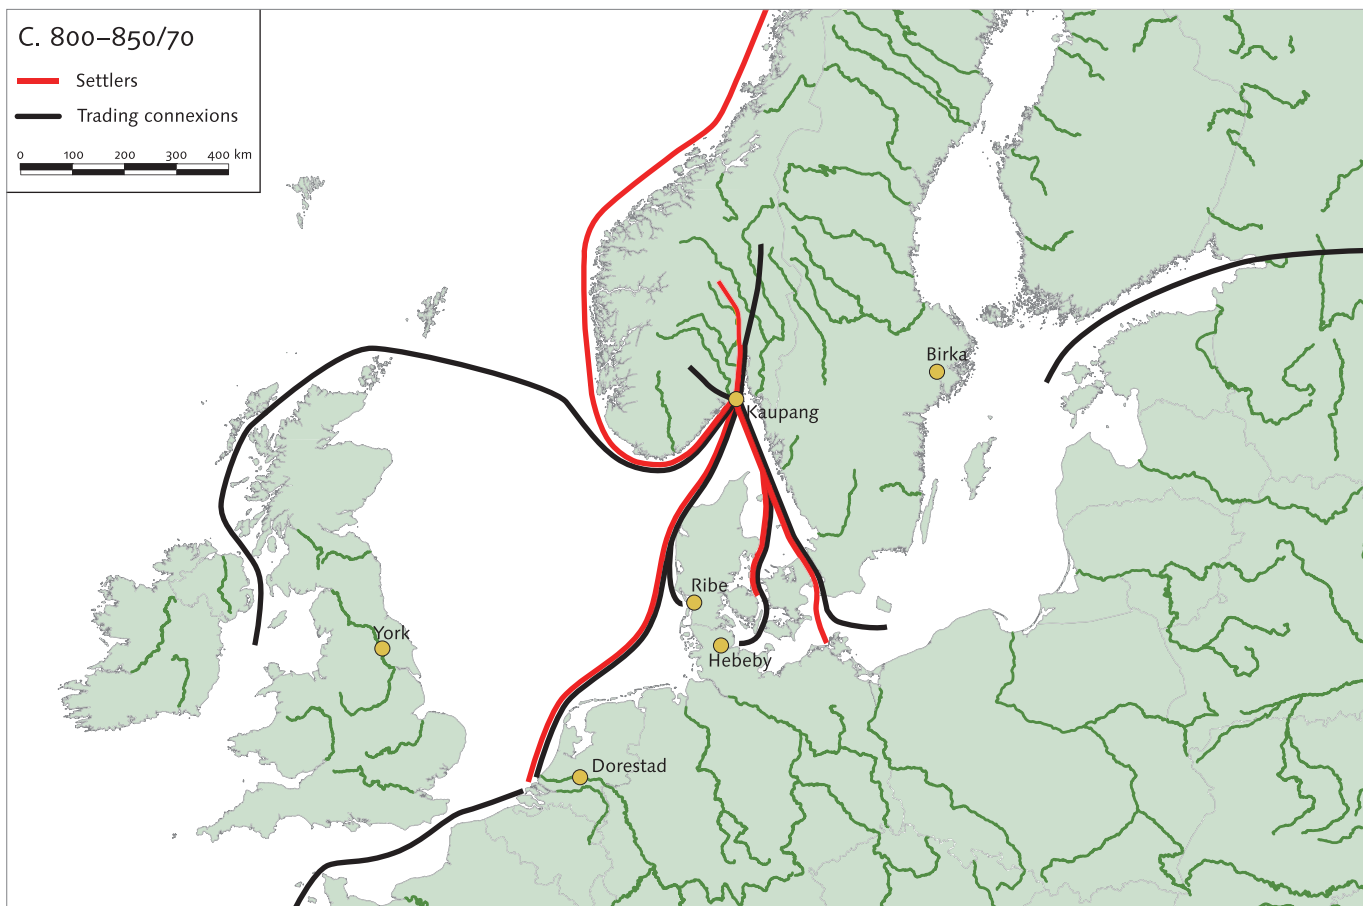 C. 800–850/70
Settlers
Trading connexions
0 100 200 300 400 km
Birka
Kaupang
Ribe
York
Hebeby
Dorestad